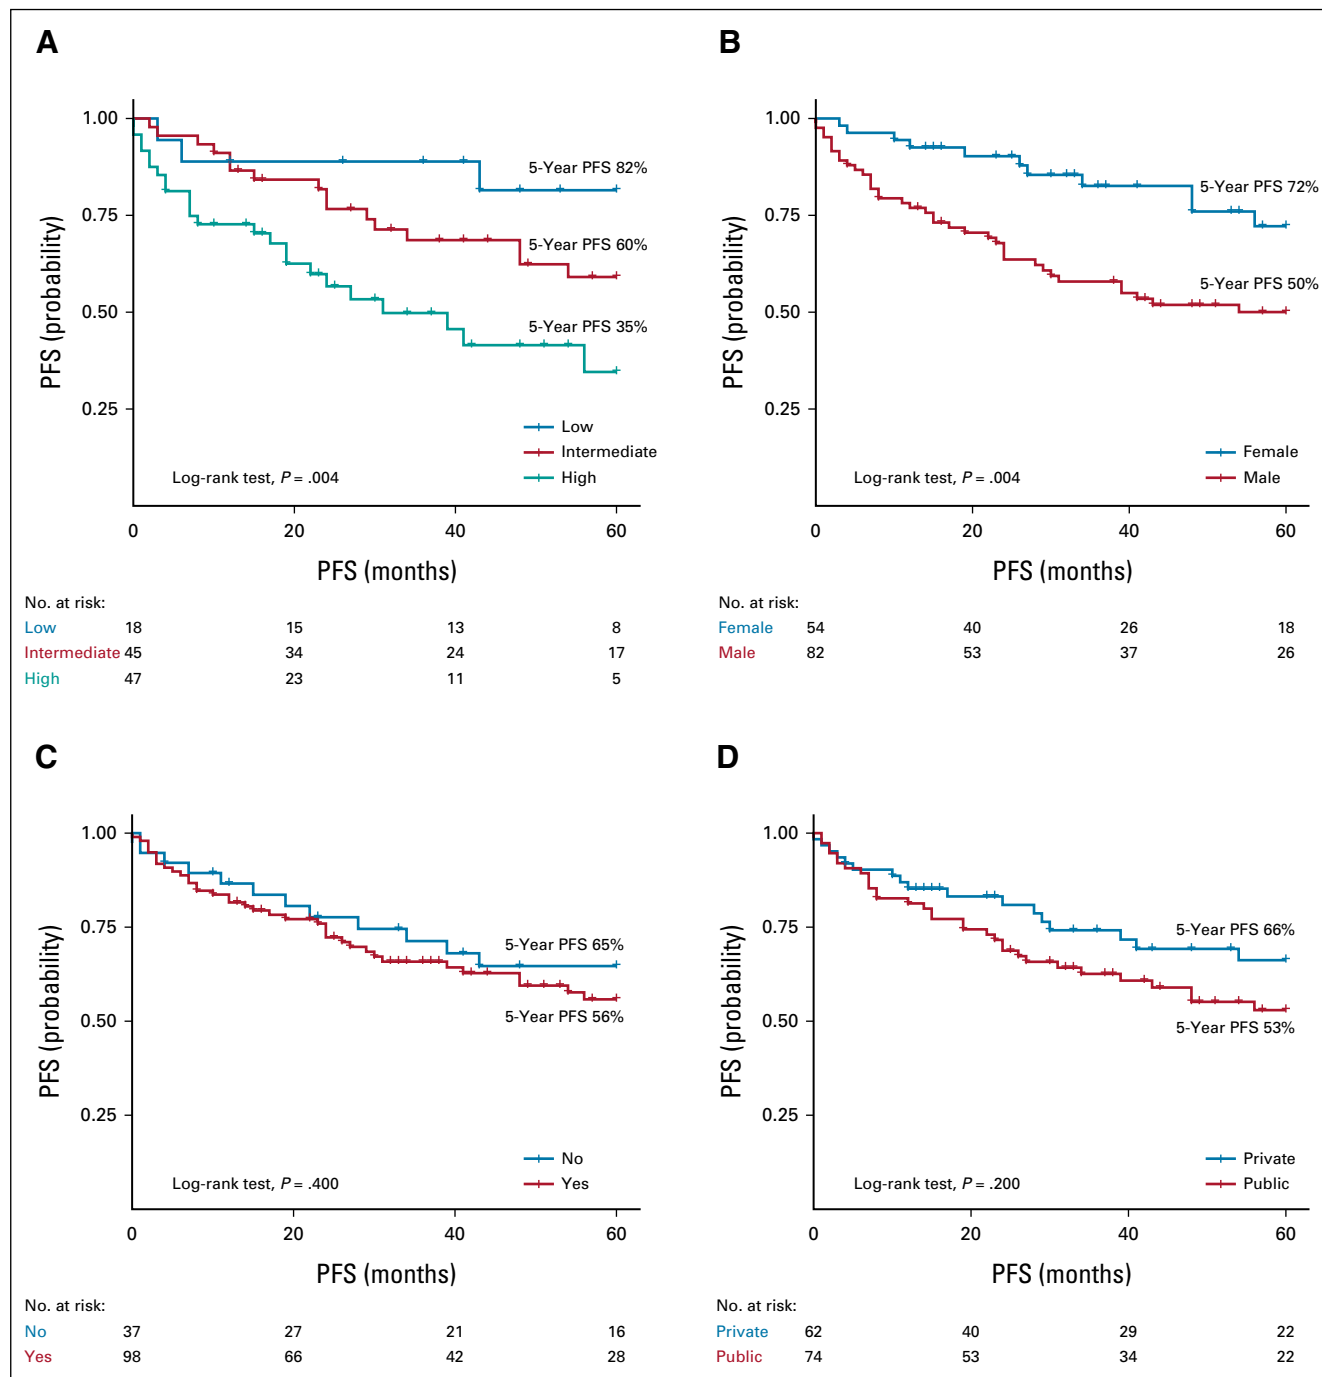 A
1.00
0.75
0.50
0.25
PFS (probability)
5-Year PFS 82%
5-Year PFS 60%
5-Year PFS 35%
Low
Intermediate
High
Log-rank test, P = .004
0 20 40 60
PFS (months)
No. at risk:
Low 18 15 13 8
Intermediate 45 34 24 17
High 47 23 11 5
B
1.00
0.75
0.50
0.25
PFS (probability)
5-Year PFS 72%
5-Year PFS 50%
Female
Male
Log-rank test, P = .004
0 20 40 60
PFS (months)
No. at risk:
Female 54 40 26 18
Male 82 53 37 26
C
1.00
0.75
0.50
0.25
PFS (probability)
5-Year PFS 65%
5-Year PFS 56%
No
Yes
Log-rank test, P = .400
0 20 40 60
PFS (months)
No. at risk:
No 37 27 21 16
Yes 98 66 42 28
D
1.00
0.75
0.50
0.25
PFS (probability)
5-Year PFS 66%
5-Year PFS 53%
Private
Public
Log-rank test, P = .200
0 20 40 60
PFS (months)
No. at risk:
Private 62 40 29 22
Public 74 53 34 22